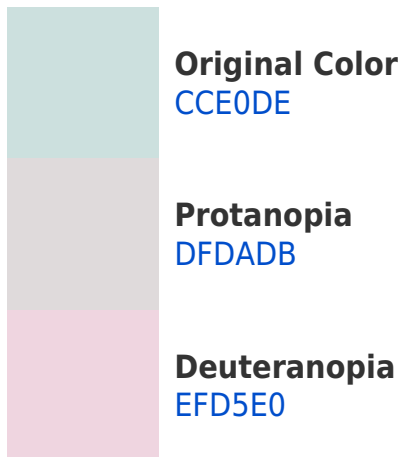 Original Color
CCE0DE
Protanopia
DFDADB
Deuteranopia
EFD5E0